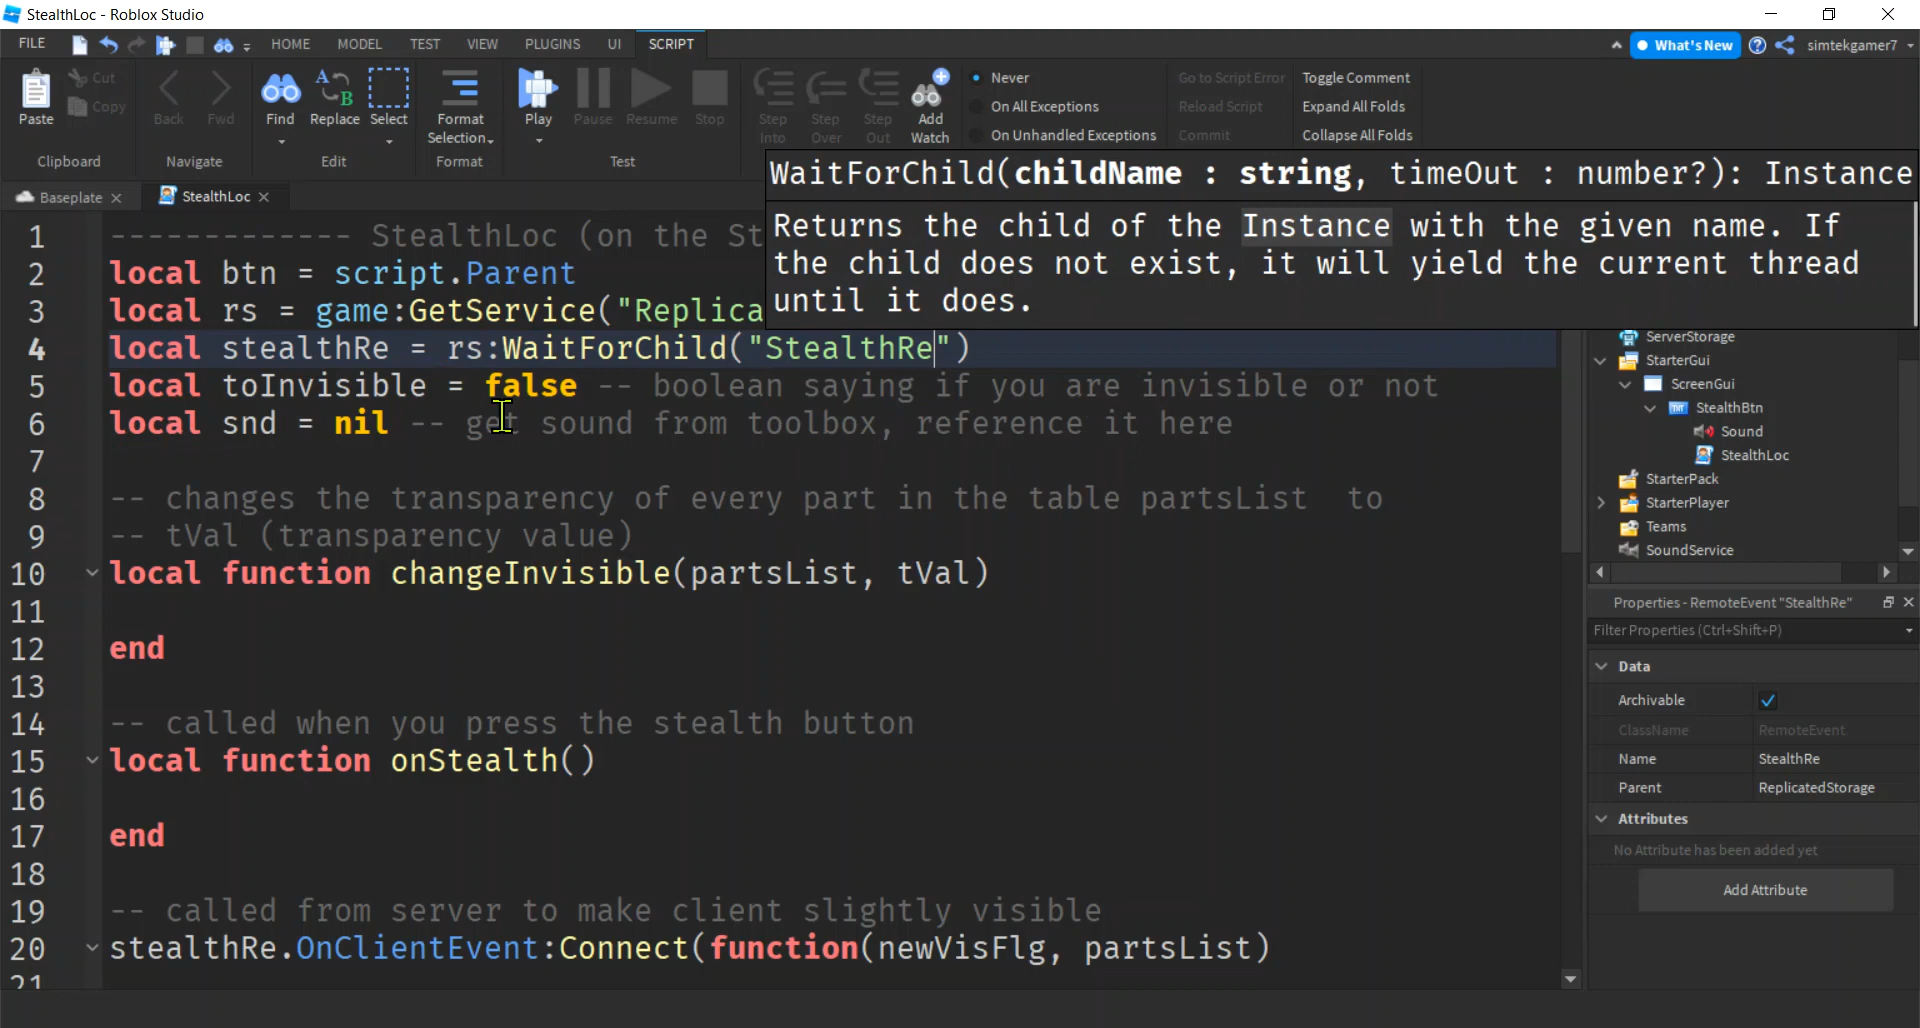 StealthLoc - Roblox Studio
FILE HOME MODEL TEST VIEW PLUGINS UI SCRIPT What's New simtekgamer7
Paste Cut Copy Back Fwd Find Replace Select Format Selection Play Pause Resume Stop Step Into Step Over Step Out Add Watch
Never
On All Exceptions
On Unhandled Exceptions
Go to Script Error
Reload Script
Commit
Toggle Comment
Expand All Folds
Collapse All Folds
Clipboard Navigate Edit Format Test
WaitForChild(childName : string, timeOut : number?): Instance
Returns the child of the Instance with the given name. If
the child does not exist, it will yield the current thread
until it does.
Baseplate StealthLoc
1 ------------- StealthLoc (on the St
2 local btn = script.Parent
3 local rs = game:GetService("Replica
4 local stealthRe = rs:WaitForChild("StealthRe")
5 local toInvisible = false -- boolean saying if you are invisible or not
6 local snd = nil -- get sound from toolbox, reference it here
7
8 -- changes the transparency of every part in the table partsList to
9 -- tVal (transparency value)
10 local function changeInvisible(partsList, tVal)
11
12 end
13
14 -- called when you press the stealth button
15 local function onStealth()
16
17 end
18
19 -- called from server to make client slightly visible
20 stealthRe.OnClientEvent:Connect(function(newVisFlg, partsList)
21
ServerStorage
StarterGui
ScreenGui
StealthBtn
Sound
StealthLoc
StarterPack
StarterPlayer
Teams
SoundService
Properties - RemoteEvent "StealthRe"
Filter Properties (Ctrl+Shift+P)
Data
Archivable
ClassName RemoteEvent
Name StealthRe
Parent ReplicatedStorage
Attributes
No Attribute has been added yet
Add Attribute